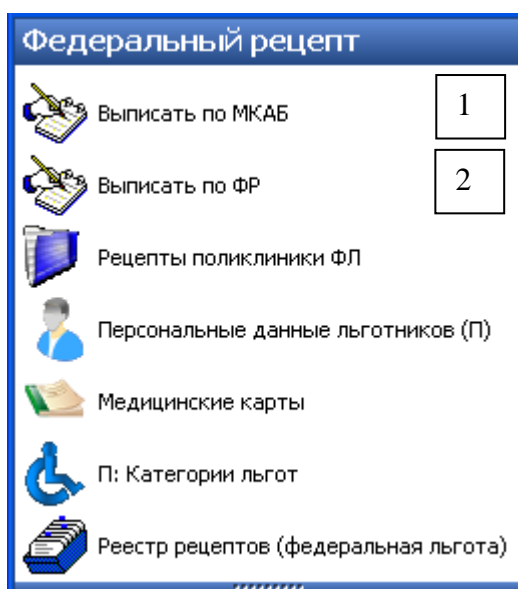 Федеральный рецепт
Выписать по МКАБ
1
Выписать по ФР
2
Рецепты поликлиники ФЛ
Персональные данные льготников (П)
Медицинские карты
П: Категории льгот
Реестр рецептов (федеральная льгота)